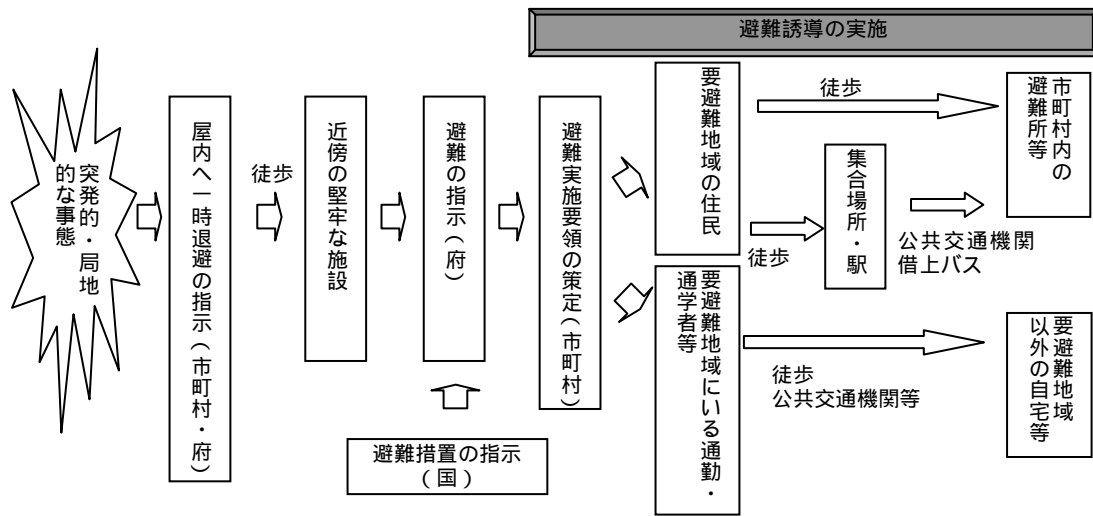 避難誘導の実施
突発的・局地
的な事態
屋内へ一時退避の指示(市町村・府)
徒歩
近傍の堅牢な施設
避難の指示(府)
避難措置の指示
(国)
避難実施要領の策定(市町村)
要避難地域の住民
徒歩
市町村内の
避難所等
徒歩
集合場所・駅
公共交通機関
借上バス
要避難地域にいる通勤・
通学者等
徒歩
公共交通機関等
要避難地域
以外の自宅等